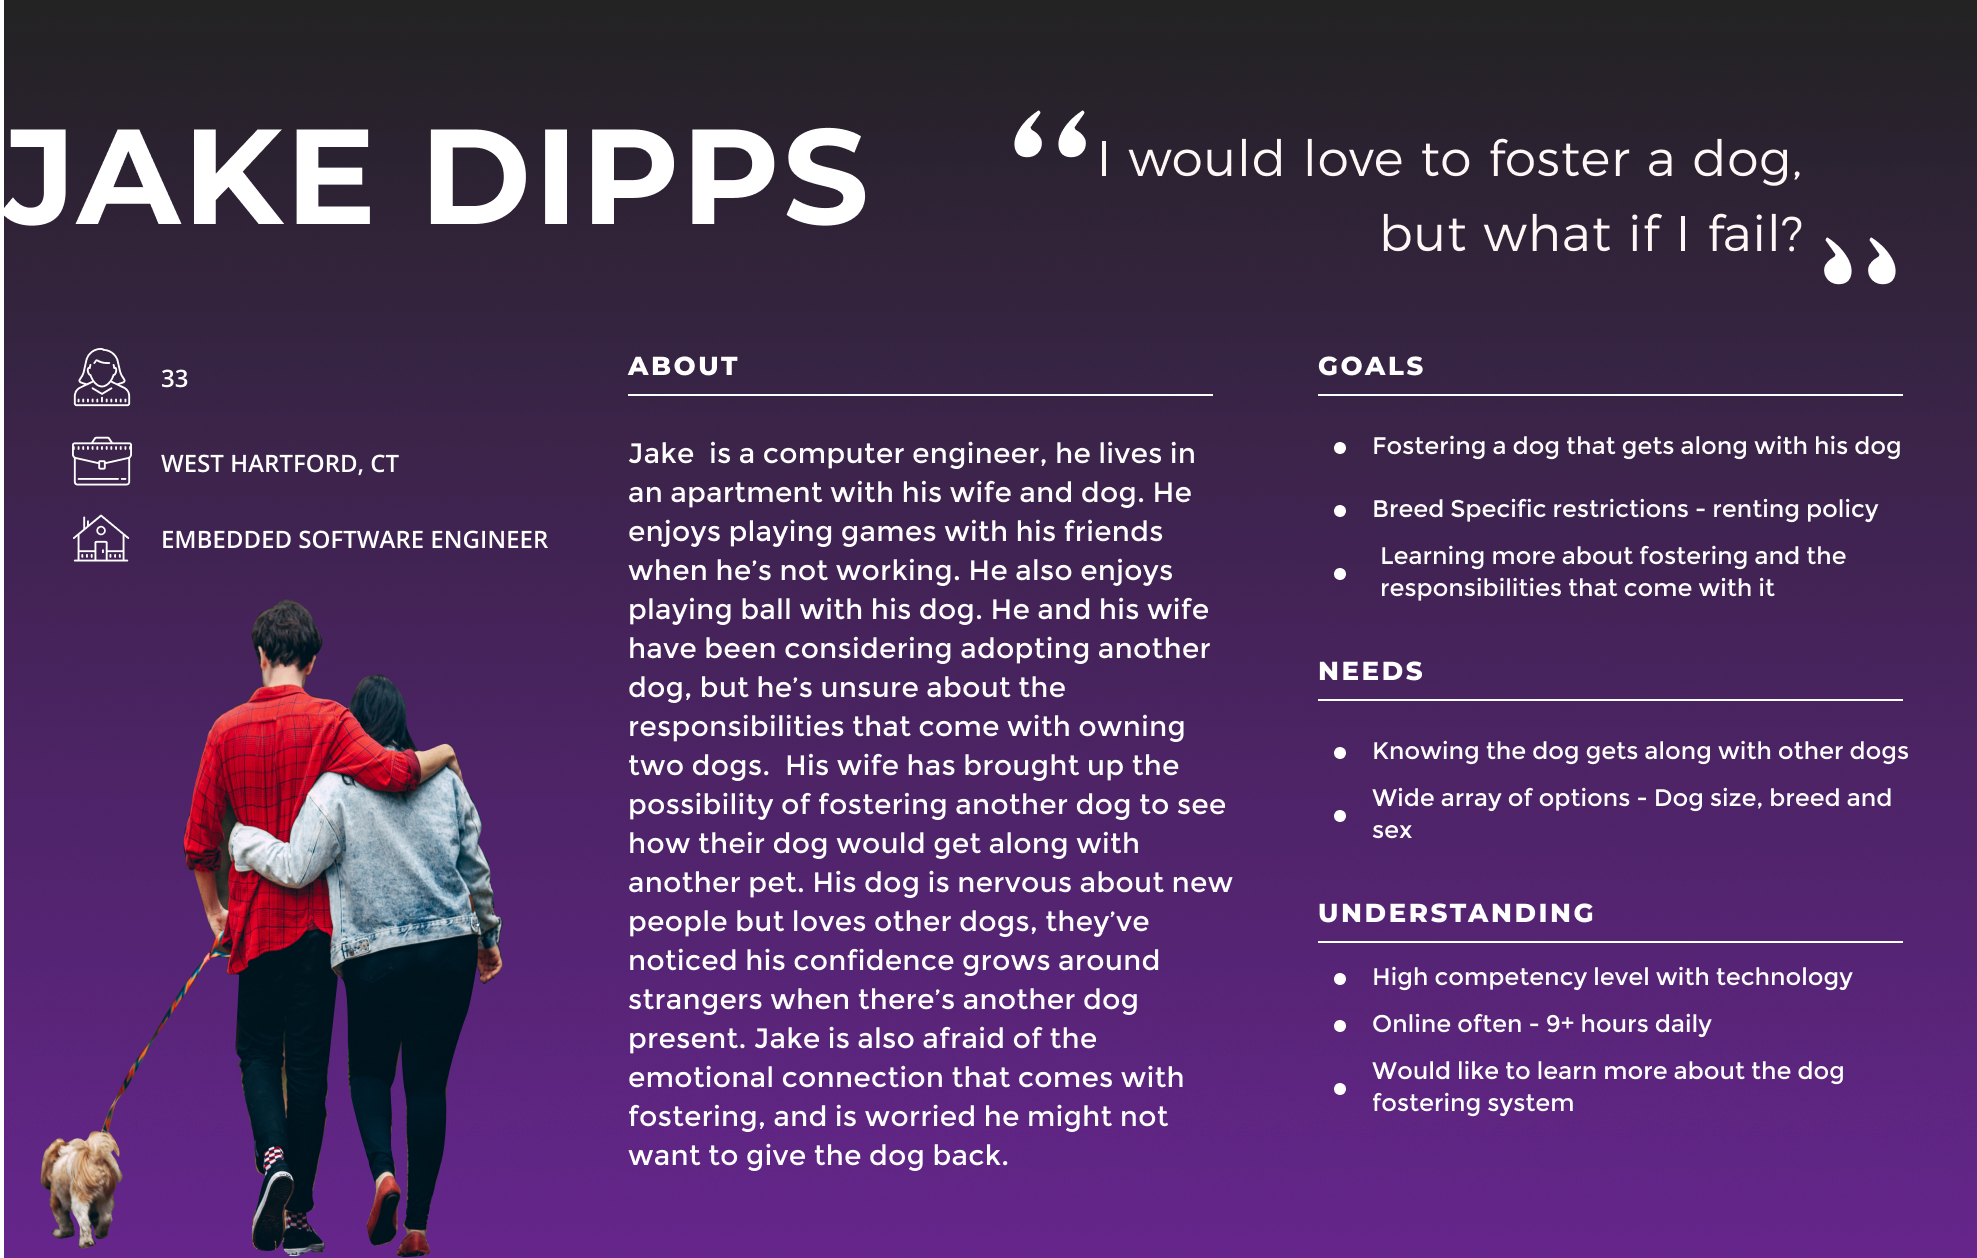 JAKE DIPPS
“I would love to foster a dog,
but what if I fail?”
33
WEST HARTFORD, CT
EMBEDDED SOFTWARE ENGINEER
ABOUT
Jake  is a computer engineer, he lives in
an apartment with his wife and dog. He
enjoys playing games with his friends
when he’s not working. He also enjoys
playing ball with his dog. He and his wife
have been considering adopting another
dog, but he’s unsure about the
responsibilities that come with owning
two dogs.  His wife has brought up the
possibility of fostering another dog to see
how their dog would get along with
another pet. His dog is nervous about new
people but loves other dogs, they’ve
noticed his confidence grows around
strangers when there’s another dog
present. Jake is also afraid of the
emotional connection that comes with
fostering, and is worried he might not
want to give the dog back.
GOALS
• Fostering a dog that gets along with his dog
• Breed Specific restrictions - renting policy
• Learning more about fostering and the
responsibilities that come with it
NEEDS
• Knowing the dog gets along with other dogs
• Wide array of options - Dog size, breed and
sex
UNDERSTANDING
• High competency level with technology
• Online often - 9+ hours daily
• Would like to learn more about the dog
fostering system